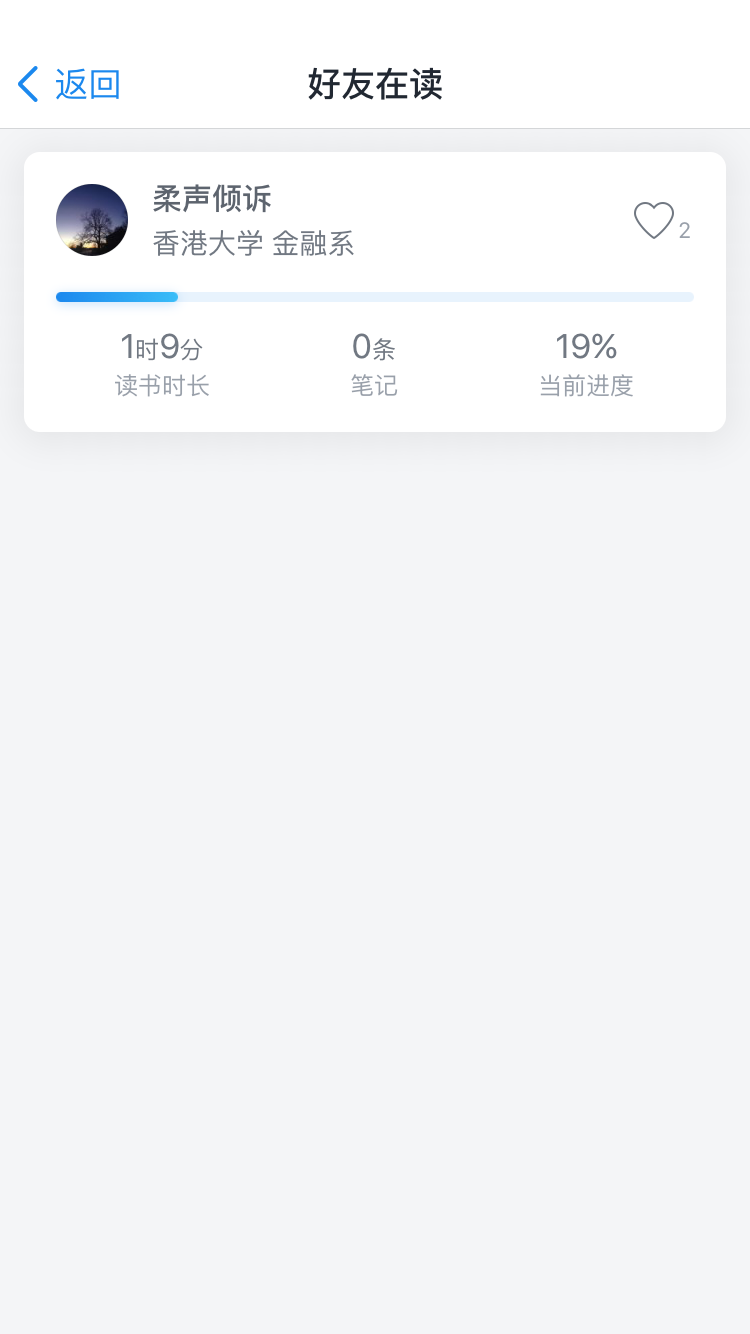 返回 好友在读
柔声倾诉
香港大学 金融系
2
1时9分 0条 19%
读书时长 笔记 当前进度